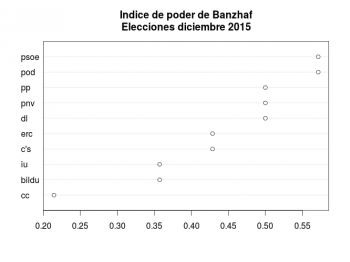 Indice de poder de Banzhaf
Elecciones diciembre 2015
psoe
pod
pp
pnv
dl
erc
c's
iu
bildu
cc
0.20 0.25 0.30 0.35 0.40 0.45 0.50 0.55